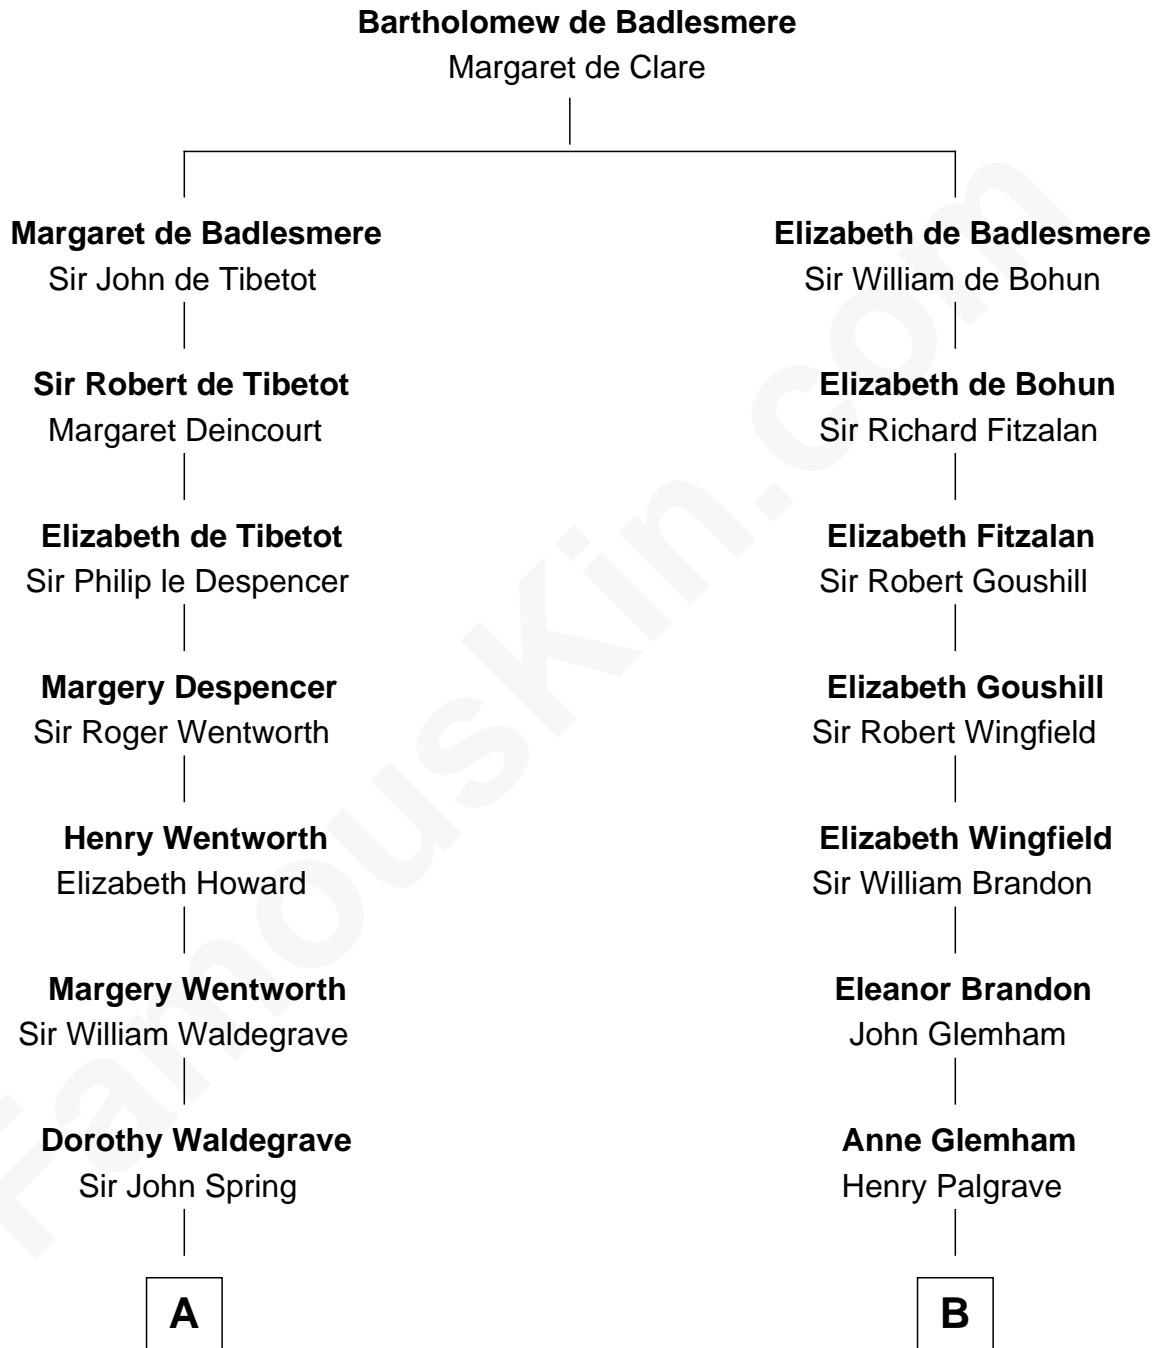 Bartholomew de Badlesmere
Margaret de Clare
Margaret de Badlesmere
Sir John de Tibetot
Elizabeth de Badlesmere
Sir William de Bohun
Sir Robert de Tibetot
Margaret Deincourt
Elizabeth de Bohun
Sir Richard Fitzalan
Elizabeth de Tibetot
Sir Philip le Despencer
Elizabeth Fitzalan
Sir Robert Goushill
Margery Despencer
Sir Roger Wentworth
Elizabeth Goushill
Sir Robert Wingfield
Henry Wentworth
Elizabeth Howard
Elizabeth Wingfield
Sir William Brandon
Margery Wentworth
Sir William Waldegrave
Eleanor Brandon
John Glemham
Dorothy Waldegrave
Sir John Spring
Anne Glemham
Henry Palgrave
A
B
FamousKin.com